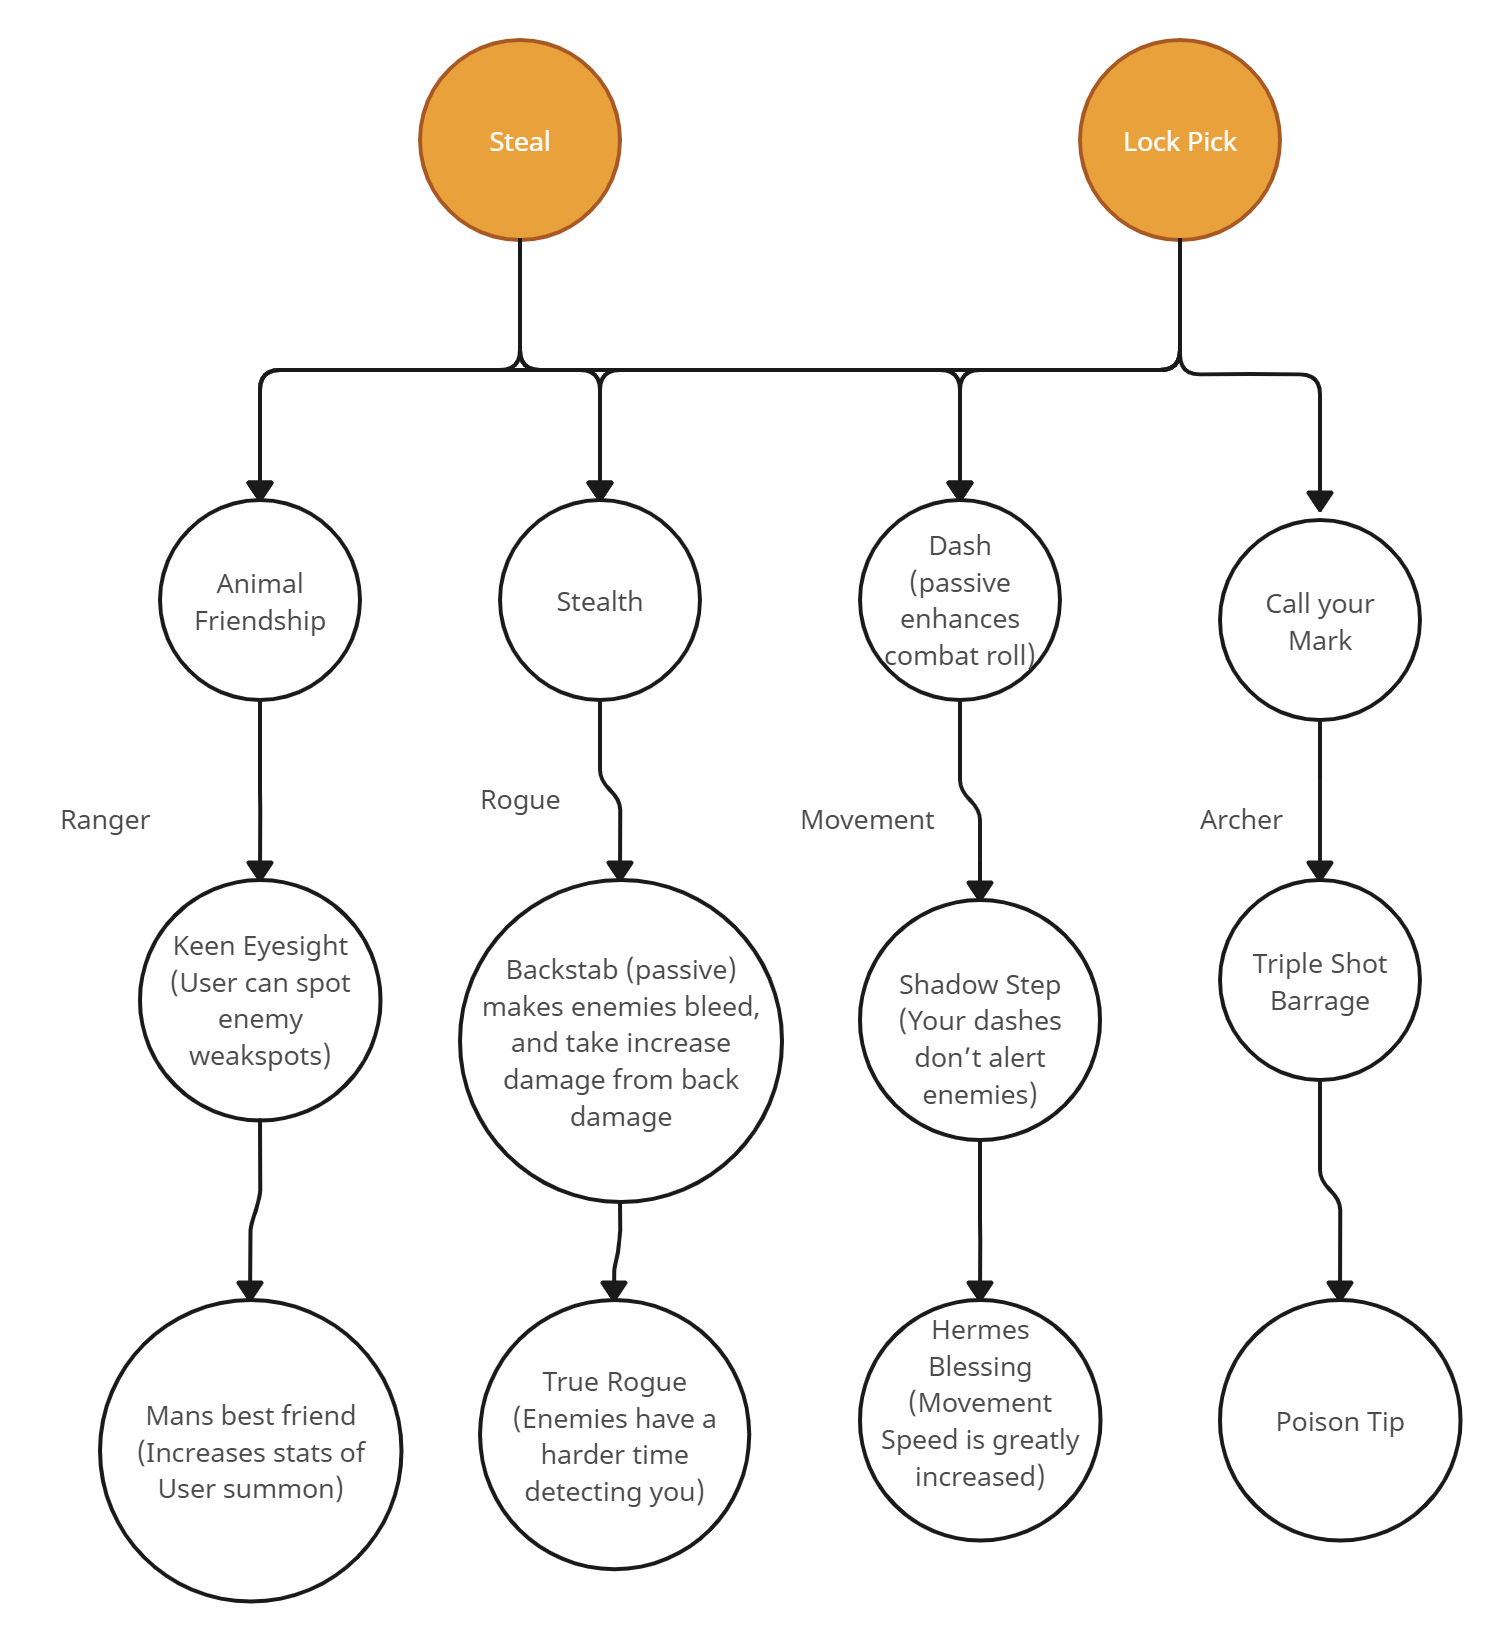 Steal
Lock Pick
Animal
Friendship
Stealth
Dash
(passive
enhances
combat roll)
Call your
Mark
Ranger
Rogue
Movement
Archer
Keen Eyesight
(User can spot
enemy
weakspots)
Backstab (passive)
makes enemies bleed,
and take increase
damage from back
damage
Shadow Step
(Your dashes
don’t alert
enemies)
Triple Shot
Barrage
Mans best friend
(Increases stats of
User summon)
True Rogue
(Enemies have a
harder time
detecting you)
Hermes
Blessing
(Movement
Speed is greatly
increased)
Poison Tip